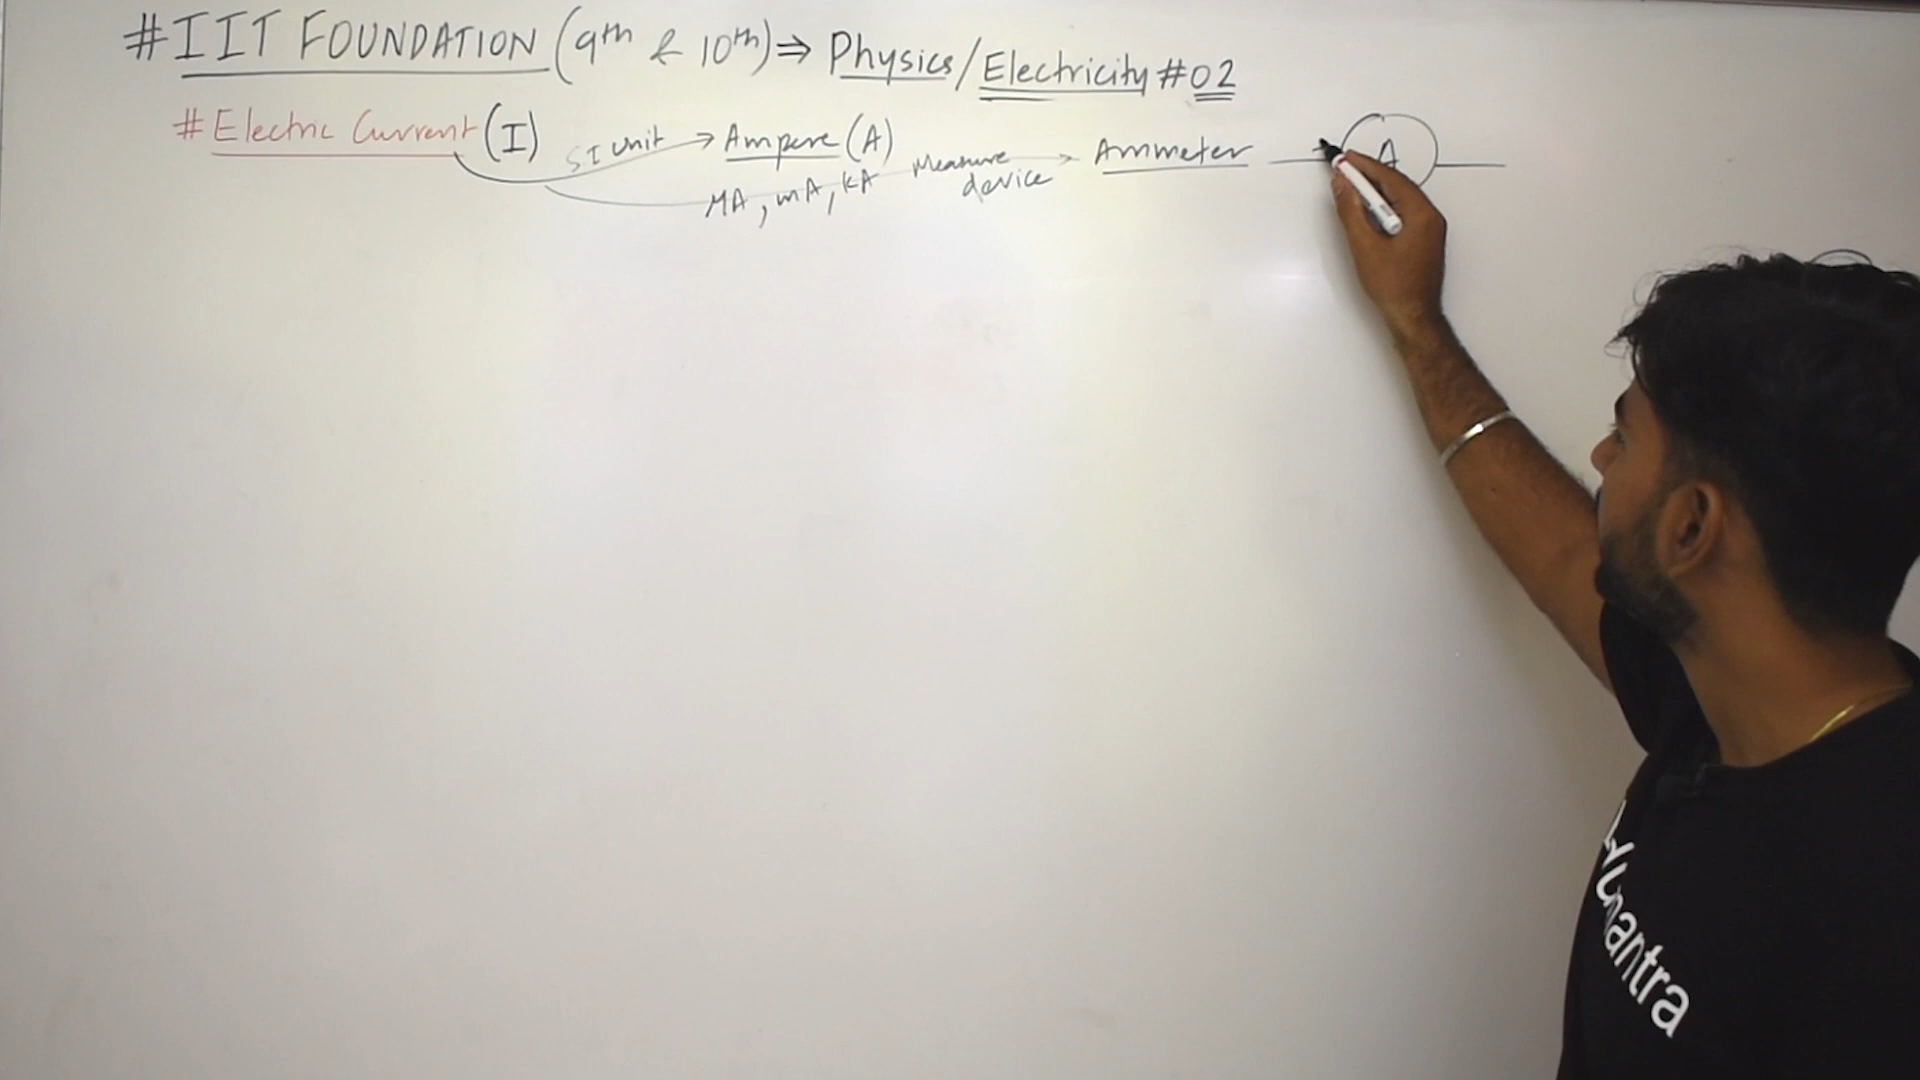 #IIT FOUNDATION (9th & 10th) ⇒ Physics/Electricity #02
#Electric Current (I) SI unit → Ampere (A) Measure device → Ammeter A
MA, mA, kA